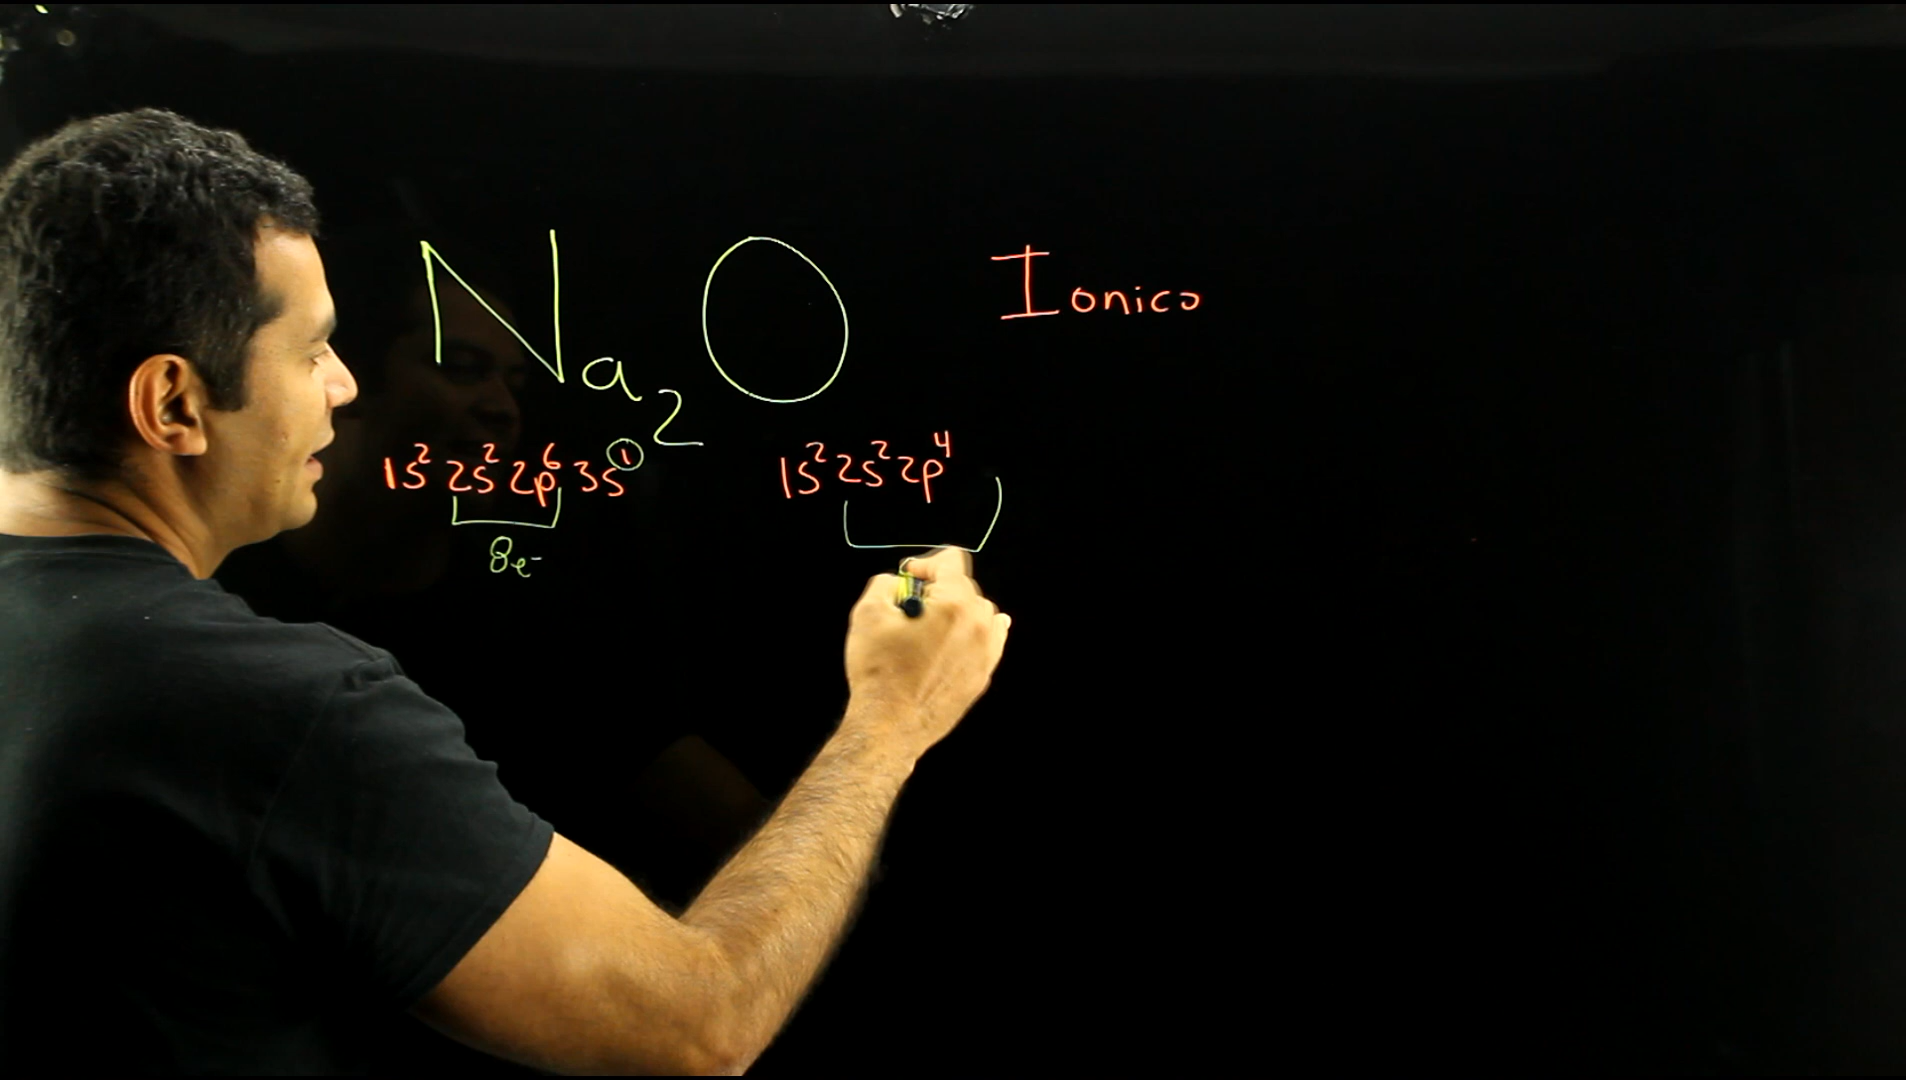 Na₂O Ionico
1s² 2s² 2p⁶ 3s¹ 1s² 2s² 2p⁴
8e⁻